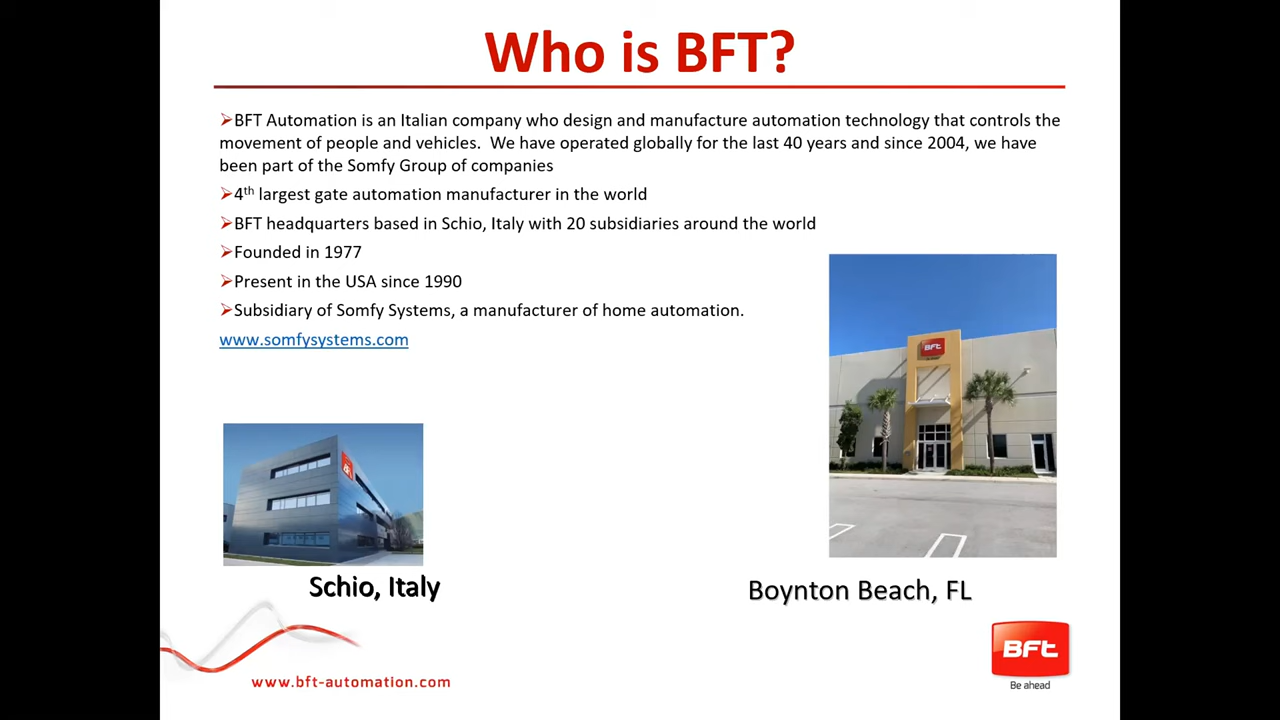 Who is BFT?
➢BFT Automation is an Italian company who design and manufacture automation technology that controls the
movement of people and vehicles. We have operated globally for the last 40 years and since 2004, we have
been part of the Somfy Group of companies
➢4th largest gate automation manufacturer in the world
➢BFT headquarters based in Schio, Italy with 20 subsidiaries around the world
➢Founded in 1977
➢Present in the USA since 1990
➢Subsidiary of Somfy Systems, a manufacturer of home automation.
www.somfysystems.com
BFt
BFt
Schio, Italy
Boynton Beach, FL
BFt
Be ahead
www.bft-automation.com